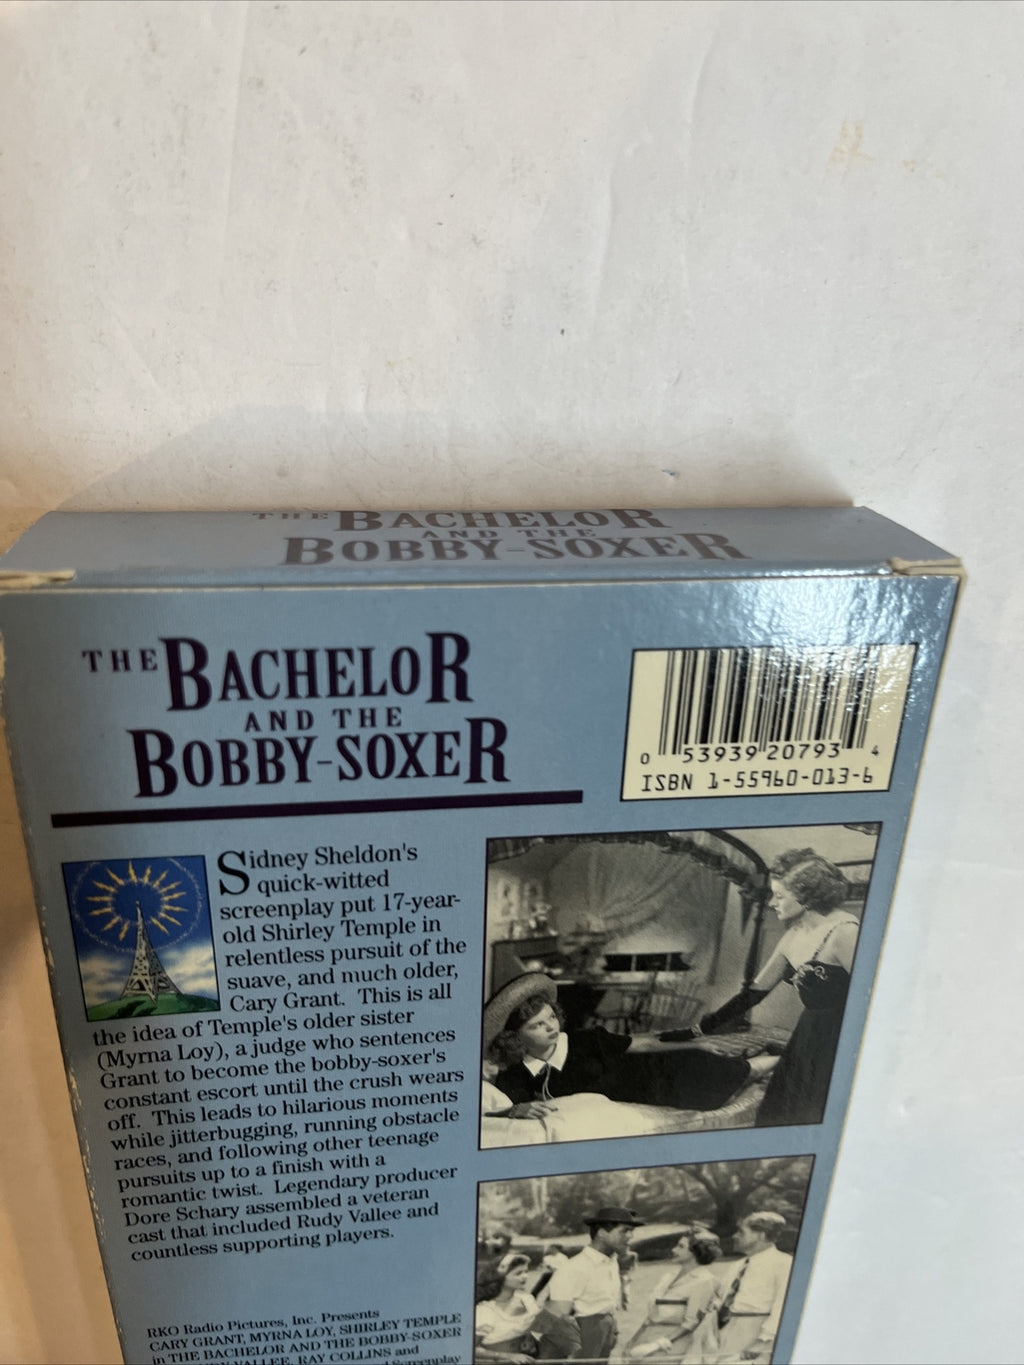 THE BACHELOR
AND THE
BOBBY-SOXER
THE BACHELOR
AND THE
BOBBY-SOXER
0 53939 20793 4
ISBN 1-55960-013-6
Sidney Sheldon's
quick-witted
screenplay put 17-year-
old Shirley Temple in
relentless pursuit of the
suave, and much older,
Cary Grant. This is all
the idea of Temple's older sister
(Myrna Loy), a judge who sentences
Grant to become the bobby-soxer's
constant escort until the crush wears
off. This leads to hilarious moments
while jitterbugging, running obstacle
races, and following other teenage
pursuits up to a finish with a
romantic twist. Legendary producer
Dore Schary assembled a veteran
cast that included Rudy Vallee and
countless supporting players.
RKO Radio Pictures, Inc. Presents
CARY GRANT, MYRNA LOY, SHIRLEY TEMPLE
in THE BACHELOR AND THE BOBBY-SOXER
VALLEE, RAY COLLINS and
Screenplay